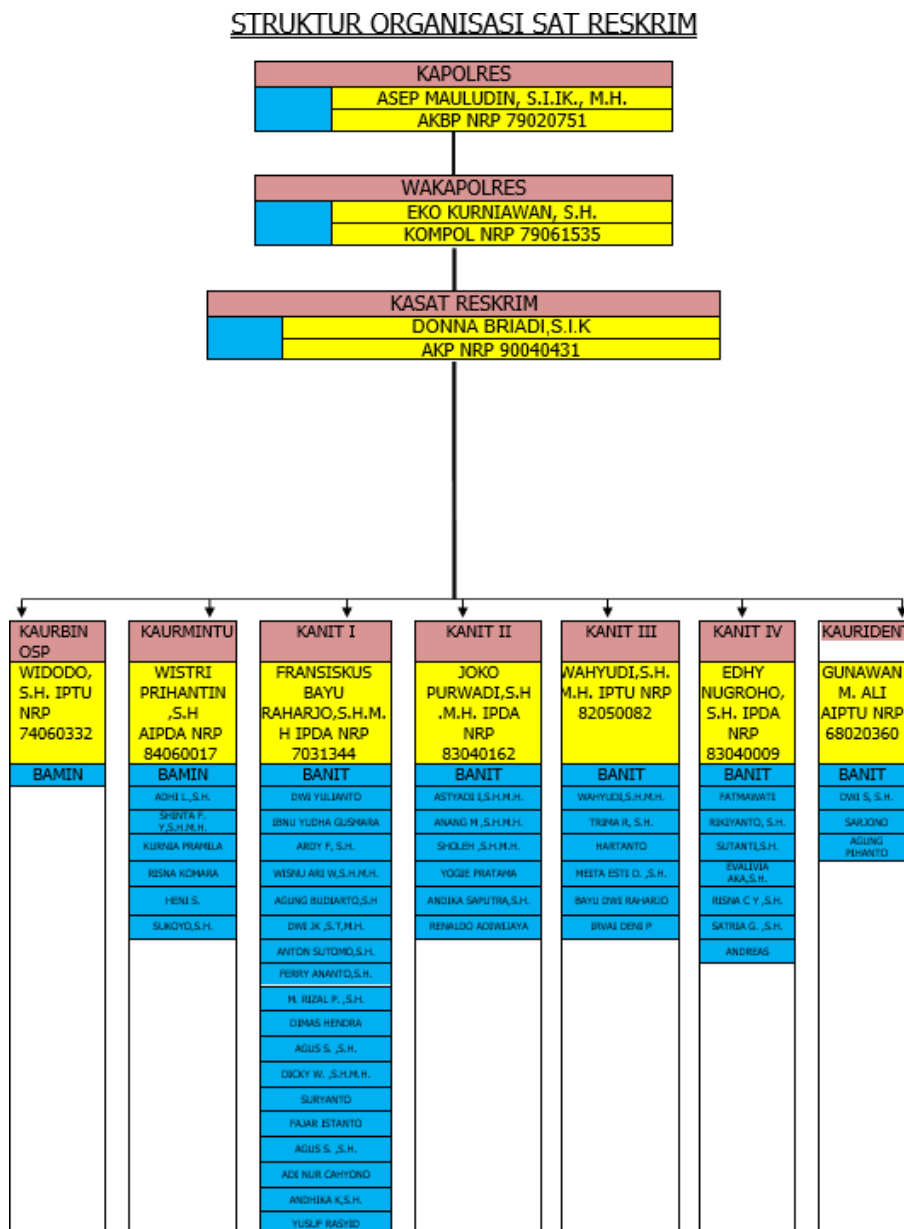 STRUKTUR ORGANISASI SAT RESKRIM
KAPOLRES
ASEP MAULUDIN, S.I.IK., M.H.
AKBP NRP 79020751
WAKAPOLRES
EKO KURNIAWAN, S.H.
KOMPOL NRP 79061535
KASAT RESKRIM
DONNA BRIADI,S.I.K
AKP NRP 90040431
KAURBIN
OSP
WIDODO,
S.H. IPTU
NRP
74060332
BAMIN
KAURMINTU
WISTRI
PRIHANTIN
,S.H
AIPDA NRP
84060017
BAMIN
ADHI L.,S.H.
SHINTA F.
Y,S.H.M.H.
KURNIA PRAMILA
RISNA KOMARA
HENI S.
SUKOYO,S.H.
KANIT I
FRANSISKUS
BAYU
RAHARJO,S.H.M.
H IPDA NRP
7031344
BANIT
DWI YULIANTO
IBNU YUDHA GUSMARA
ARDY F, S.H.
WISNU ARI W,S.H.M.H.
AGUNG BUDIARTO,S.H
DWI JK ,S.T,M.H.
ANTON SUTOMO,S.H.
FERRY ANANTO,S.H.
M. RIZAL P. ,S.H.
DIMAS HENDRA
AGUS S. ,S.H.
DICKY W. ,S.H.M.H.
SURYANTO
FAJAR ISTANTO
AGUS S. ,S.H.
ADI NUR CAHYONO
ANDHIKA K,S.H.
YUSUF RASYID
KANIT II
JOKO
PURWADI,S.H
.M.H. IPDA
NRP
83040162
BANIT
ASTYADI I,S.H.M.H.
ANANG M ,S.H.M.H.
SHOLEH ,S.H.M.H.
YOGIE PRATAMA
ANDIKA SAPUTRA,S.H.
RENALDO ADIWIJAYA
KANIT III
WAHYUDI,S.H.
M.H. IPTU NRP
82050082
BANIT
WAHYUDI,S.H.M.H.
TRIMA R, S.H.
HARTANTO
MEITA ESTI D. ,S.H.
BAYU DWI RAHARJO
IRVAI DENI P
KANIT IV
EDHY
NUGROHO,
S.H. IPDA
NRP
83040009
BANIT
FATMAWATI
RIKIYANTO, S.H.
SUTANTI,S.H.
EVALIVIA
AKA,S.H.
RISNA C Y ,S.H.
SATRIA G. ,S.H.
ANDREAS
KAURIDENT
GUNAWAN
M. ALI
AIPTU NRP
68020360
BANIT
DWI S, S.H.
SARJONO
AGUNG
PIHANTO